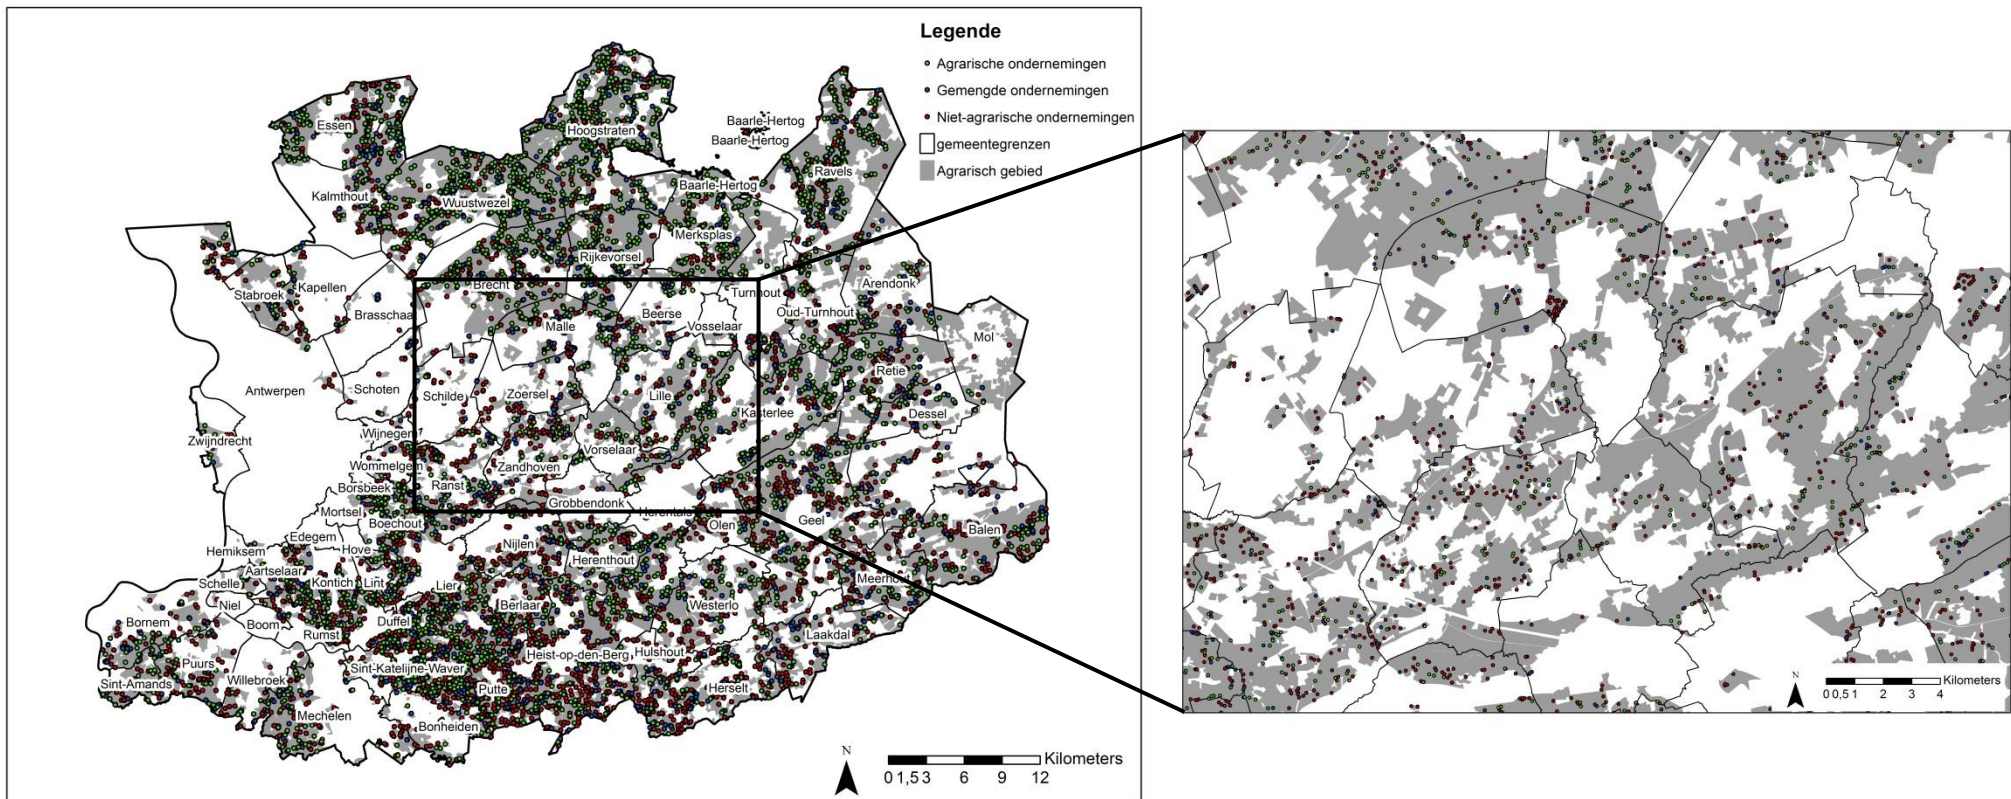 Legende
Agrarische ondernemingen
Gemengde ondernemingen
Niet-agrarische ondernemingen
gemeentegrenzen
Agrarisch gebied
Baarle-Hertog
Baarle-Hertog
Essen
Hoogstraten
Ravels
Baarle-Hertog
Kalmthout
Wuustwezel
Merksplas
Rijkevorsel
Kapellen
Stabroek
Brecht
Turnhout
Arendonk
Brasschaa
Beerse
Oud-Turnhout
Malle
Vosselaar
Mol
Retie
Antwerpen
Schoten
Schilde
Zoersel
Lille
Kasterlee
Dessel
Zwijndrecht
Wijnegem
Vorselaar
Wommelgem
Zandhoven
Borsbeek
Ranst
Grobbendonk
Mortsel
Herentals
Boechout
Olen
Geel
Balen
Edegem
Nijlen
Hemiksem
Hove
Herenthout
Aartselaar
Schelle
Kontich
Lint
Lier
Meerhout
Niel
Berlaar
Westerlo
Bornem
Boom
Duffel
Rumst
Laakdal
Puurs
Heist-op-den-Berg
Hulshout
Sint-Amands
Willebroek
Sint-Katelijne-Waver
Putte
Herselt
Mechelen
Bonheiden
N
Kilometers
0 1,5 3 6 9 12
N
Kilometers
0 0,5 1 2 3 4